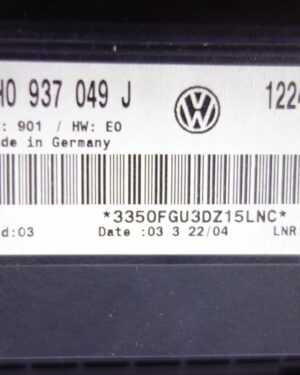 H0 937 049 J 1224
: 901 / HW: E0
de in Germany
*3350FGU3DZ15LNC*
d:03 Date :03 3 22/04 LNR: